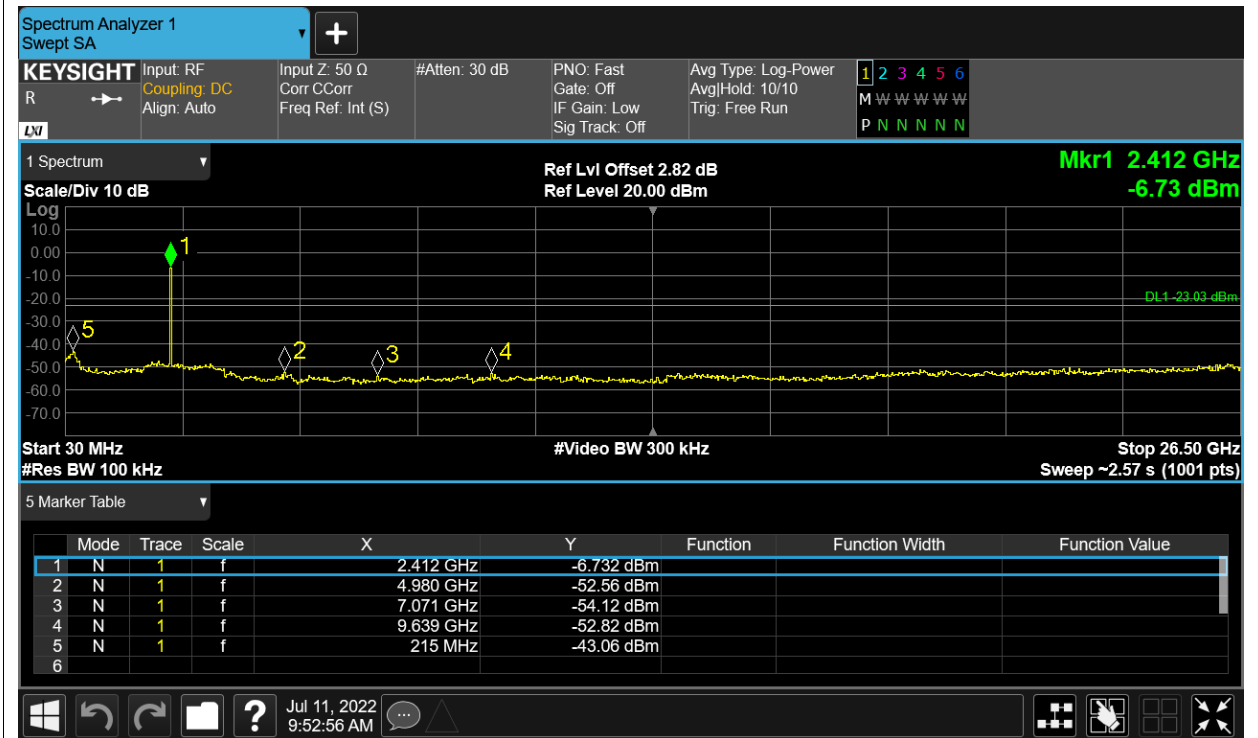 Spectrum Analyzer 1
Swept SA
KEYSIGHT
R
LXI
Input: RF
Coupling: DC
Align: Auto
Input Z: 50 Ω
Corr CCorr
Freq Ref: Int (S)
#Atten: 30 dB
PNO: Fast
Gate: Off
IF Gain: Low
Sig Track: Off
Avg Type: Log-Power
Avg|Hold: 10/10
Trig: Free Run
1 2 3 4 5 6
M W W W W W
P N N N N N
1 Spectrum
Scale/Div 10 dB
Ref Lvl Offset 2.82 dB
Ref Level 20.00 dBm
Mkr1 2.412 GHz
-6.73 dBm
Log
10.0
0.00
-10.0
-20.0
-30.0
-40.0
-50.0
-60.0
-70.0
1
DL1 -23.03 dBm
5
2
3
4
Start 30 MHz
#Video BW 300 kHz
Stop 26.50 GHz
#Res BW 100 kHz
Sweep ~2.57 s (1001 pts)
5 Marker Table
Mode Trace Scale X Y Function Function Width Function Value
1 N 1 f 2.412 GHz -6.732 dBm
2 N 1 f 4.980 GHz -52.56 dBm
3 N 1 f 7.071 GHz -54.12 dBm
4 N 1 f 9.639 GHz -52.82 dBm
5 N 1 f 215 MHz -43.06 dBm
6
?
Jul 11, 2022
9:52:56 AM